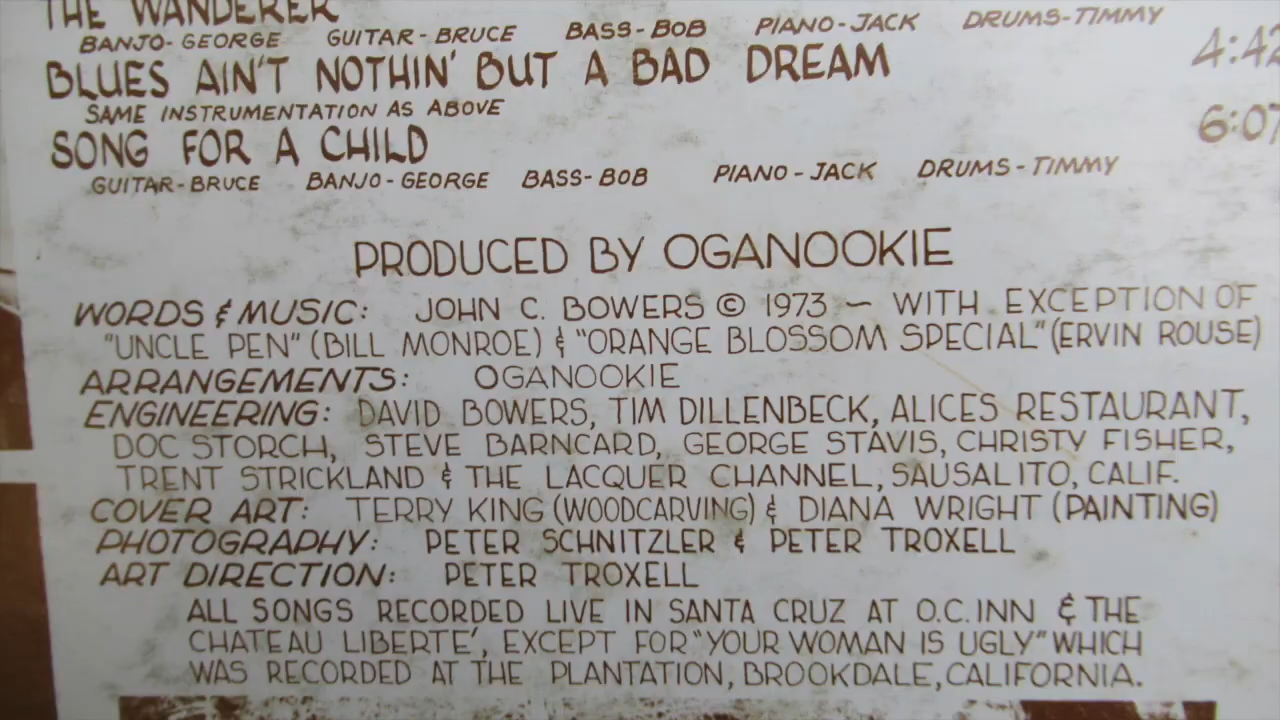 THE WANDERER
BANJO- GEORGE GUITAR - BRUCE BASS - BOB PIANO - JACK DRUMS-TIMMY
BLUES AIN'T NOTHIN' BUT A BAD DREAM 4:42
SAME INSTRUMENTATION AS ABOVE
SONG FOR A CHILD 6:07
GUITAR - BRUCE BANJO - GEORGE BASS- BOB PIANO - JACK DRUMS - TIMMY
PRODUCED BY OGANOOKIE
WORDS & MUSIC: JOHN C. BOWERS © 1973 ~ WITH EXCEPTION OF
"UNCLE PEN" (BILL MONROE) & "ORANGE BLOSSOM SPECIAL" (ERVIN ROUSE)
ARRANGEMENTS: OGANOOKIE
ENGINEERING: DAVID BOWERS, TIM DILLENBECK, ALICES RESTAURANT,
DOC STORCH, STEVE BARNCARD, GEORGE STAVIS, CHRISTY FISHER,
TRENT STRICKLAND & THE LACQUER CHANNEL, SAUSALITO, CALIF.
COVER ART: TERRY KING (WOODCARVING) & DIANA WRIGHT (PAINTING)
PHOTOGRAPHY: PETER SCHNITZLER & PETER TROXELL
ART DIRECTION: PETER TROXELL
ALL SONGS RECORDED LIVE IN SANTA CRUZ AT O.C. INN & THE
CHATEAU LIBERTE', EXCEPT FOR "YOUR WOMAN IS UGLY" WHICH
WAS RECORDED AT THE PLANTATION, BROOKDALE, CALIFORNIA.